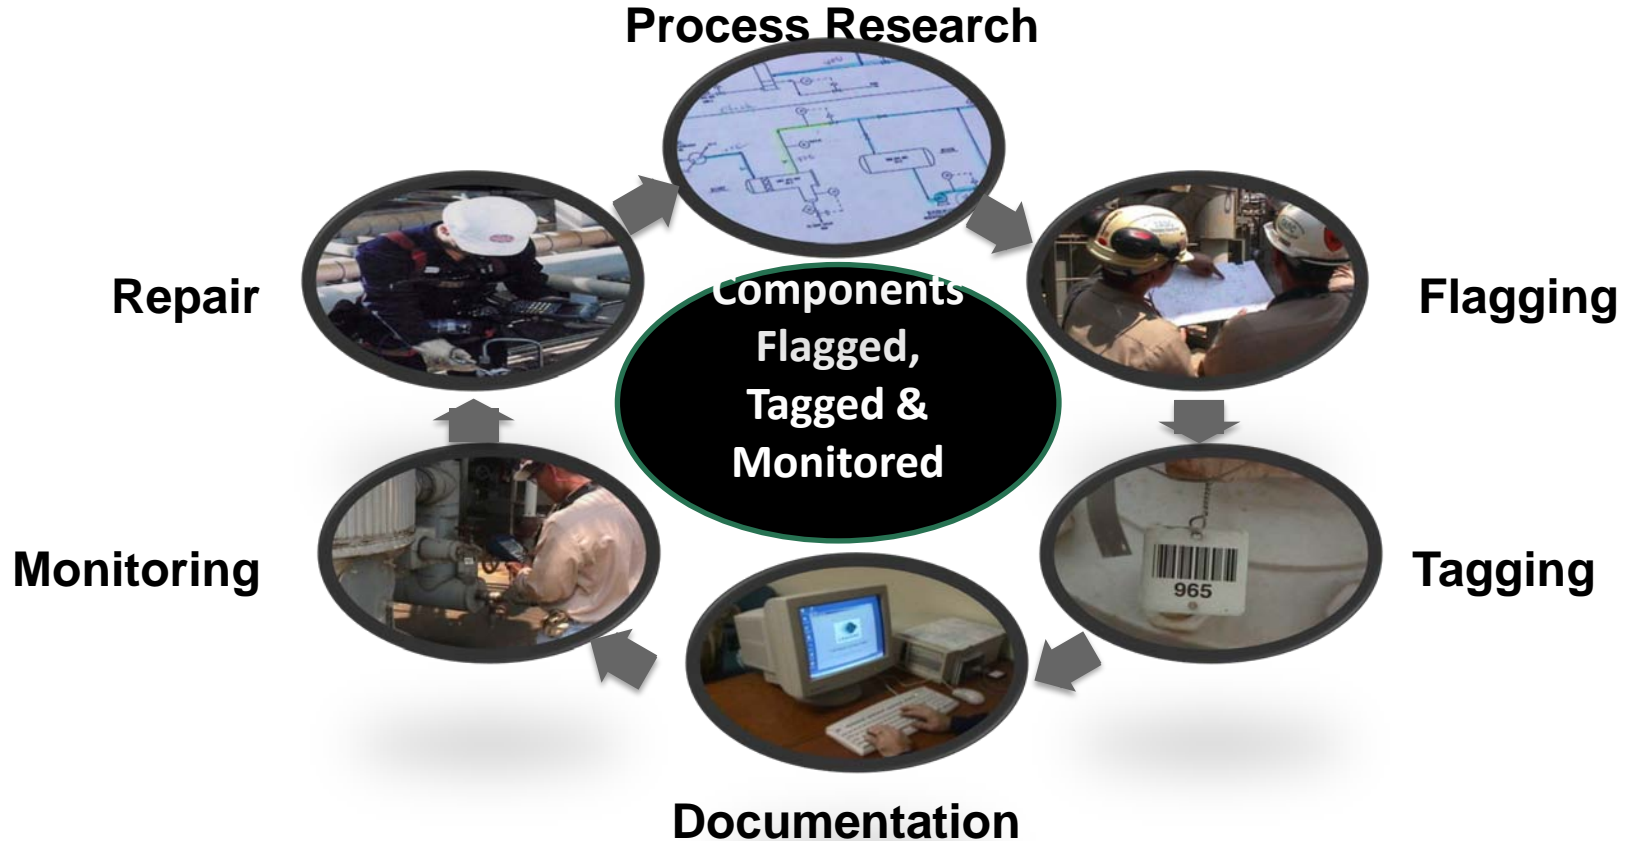 Process Research
Repair
Components
Flagged,
Tagged &
Monitored
Flagging
Monitoring
965
Tagging
Documentation